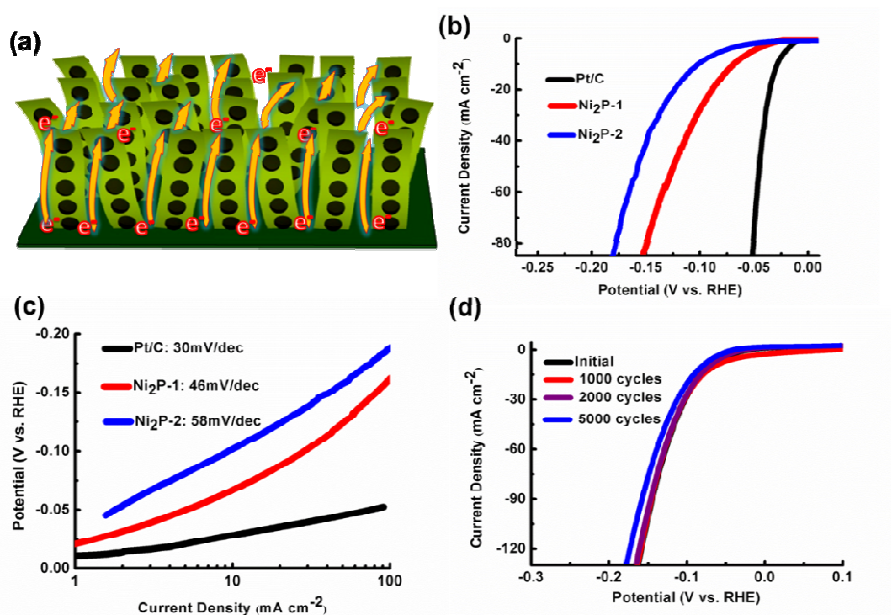 (a)
e-
e-
e-
e-
e-
e-
e-
e-
e-
e-
e-
e-
(b)
0
-20
-40
-60
-80
Current Density (mA cm-2)
Pt/C
Ni2P-1
Ni2P-2
-0.25
-0.20
-0.15
-0.10
-0.05
0.00
Potential (V vs. RHE)
(c)
-0.20
-0.15
-0.10
-0.05
0.00
Potential (V vs. RHE)
Pt/C: 30mV/dec
Ni2P-1: 46mV/dec
Ni2P-2: 58mV/dec
1
10
100
Current Density (mA cm-2)
(d)
0
-30
-60
-90
-120
Current Density (mA cm-2)
Initial
1000 cycles
2000 cycles
5000 cycles
-0.3
-0.2
-0.1
0.0
0.1
Potential (V vs. RHE)